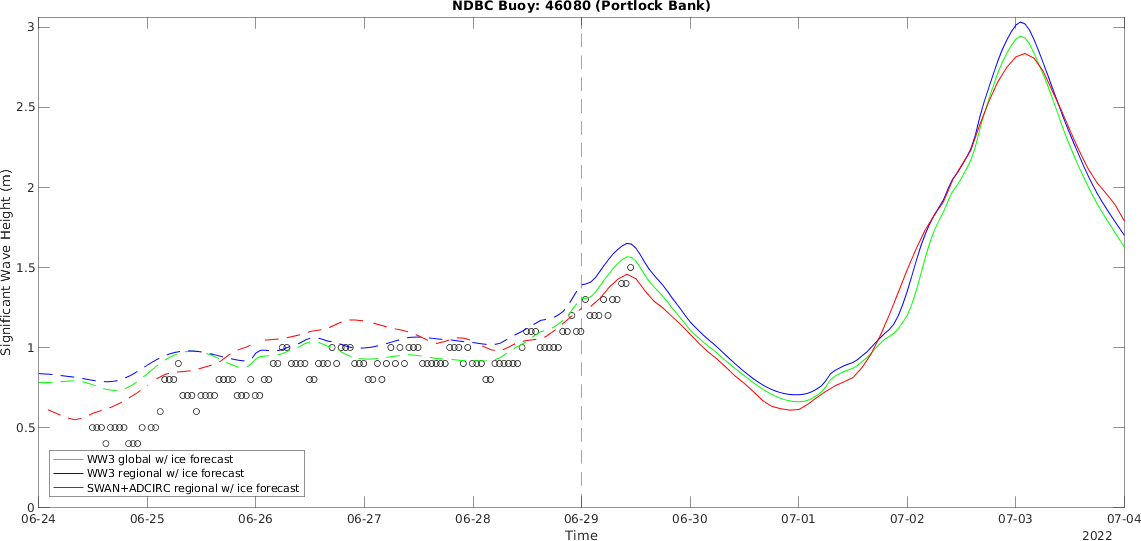 NDBC Buoy: 46080 (Portlock Bank)
Significant Wave Height (m)
3
2.5
2
1.5
1
0.5
0
WW3 global w/ ice forecast
WW3 regional w/ ice forecast
SWAN+ADCIRC regional w/ ice forecast
06-24 06-25 06-26 06-27 06-28 06-29 06-30 07-01 07-02 07-03 07-04
Time
2022